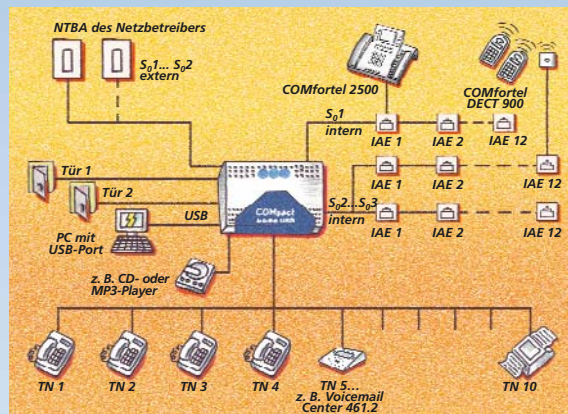 NTBA des Netzbetreibers
S₀1... S₀2
extern
COMfortel 2500
COMfortel
DECT 900
S₀1
intern
IAE 1
IAE 2
IAE 12
Tür 1
Tür 2
USB
PC mit
USB-Port
COMpact
IAE 1
IAE 2
IAE 12
S₀2...S₀3
intern
IAE 1
IAE 2
IAE 12
z. B. CD- oder
MP3-Player
TN 1
TN 2
TN 3
TN 4
TN 5...
z. B. Voicemail
Center 461.2
TN 10